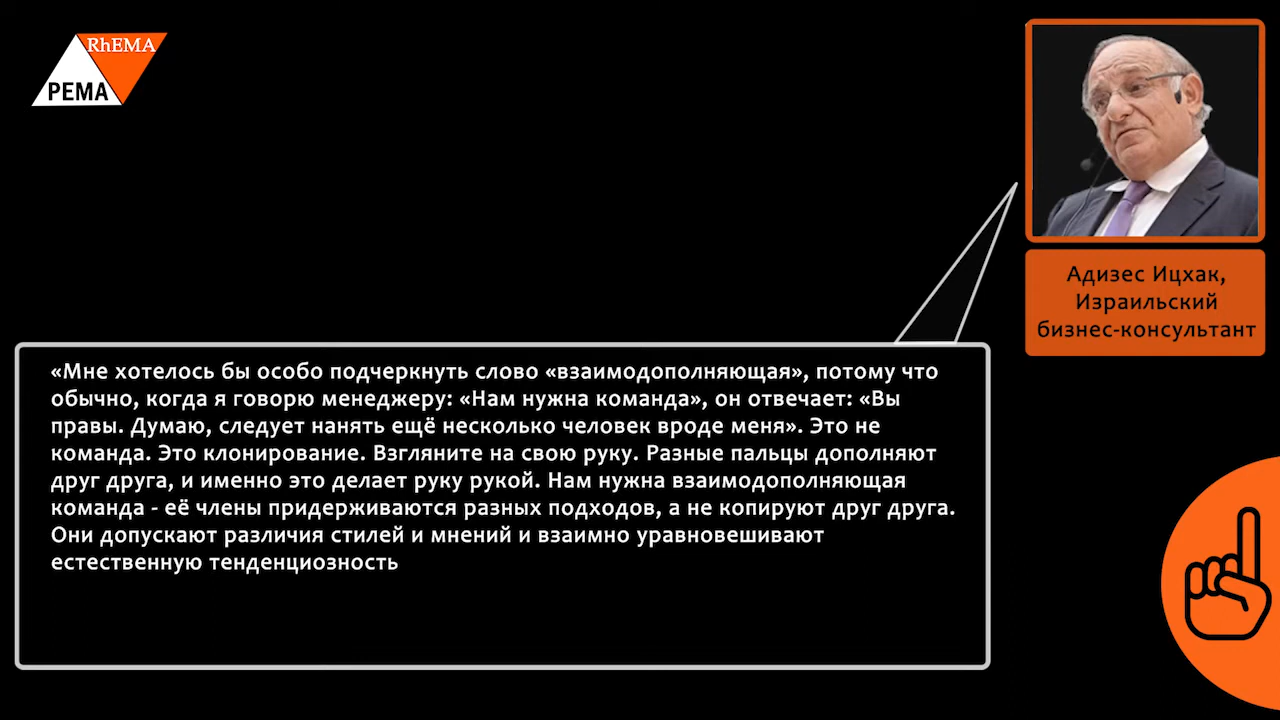 RhEMA
РЕМА
Адизес Ицхак,
Израильский
бизнес-консультант
«Мне хотелось бы особо подчеркнуть слово «взаимодополняющая», потому что
обычно, когда я говорю менеджеру: «Нам нужна команда», он отвечает: «Вы
правы. Думаю, следует нанять ещё несколько человек вроде меня». Это не
команда. Это клонирование. Взгляните на свою руку. Разные пальцы дополняют
друг друга, и именно это делает руку рукой. Нам нужна взаимодополняющая
команда - её члены придерживаются разных подходов, а не копируют друг друга.
Они допускают различия стилей и мнений и взаимно уравновешивают
естественную тенденциозность